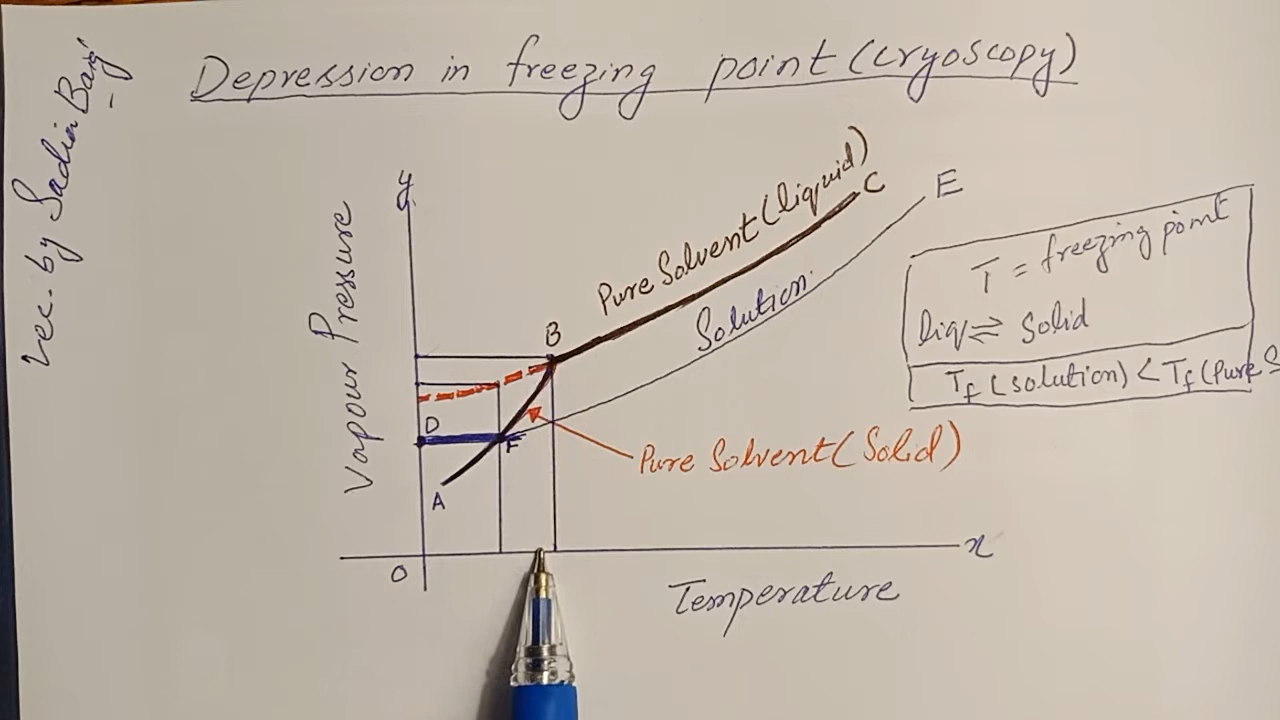 Depression in freezing point (cryoscopy)
Lec. by Sadia
y
Vapour Pressure
Pure Solvent (liquid)
C
E
Solution
B
D
F
A
Pure Solvent (Solid)
O
x
Temperature
T = freezing point
liq ⇌ Solid
Tf (solution) < Tf (Pure S